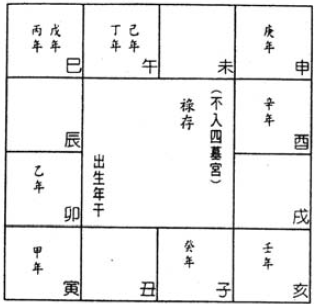 丙年
戊年
巳
丁年
己年
午
未
庚年
申
辰
辛年
酉
乙年
卯
戌
甲年
寅
丑
癸年
子
壬年
亥
(不入四墓宮)
祿存
出生年干